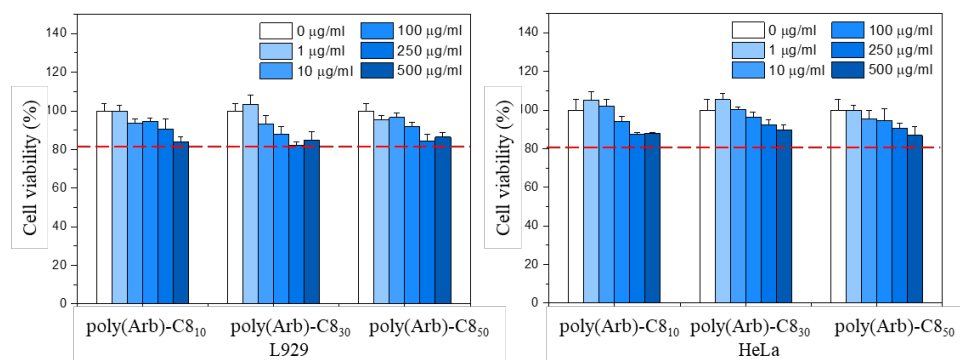 Cell viability (%)
140
120
100
80
60
40
20
0
0 µg/ml
1 µg/ml
10 µg/ml
100 µg/ml
250 µg/ml
500 µg/ml
poly(Arb)-C8₁₀ poly(Arb)-C8₃₀ poly(Arb)-C8₅₀
L929
Cell viability (%)
140
120
100
80
60
40
20
0
0 µg/ml
1 µg/ml
10 µg/ml
100 µg/ml
250 µg/ml
500 µg/ml
poly(Arb)-C8₁₀ poly(Arb)-C8₃₀ poly(Arb)-C8₅₀
HeLa